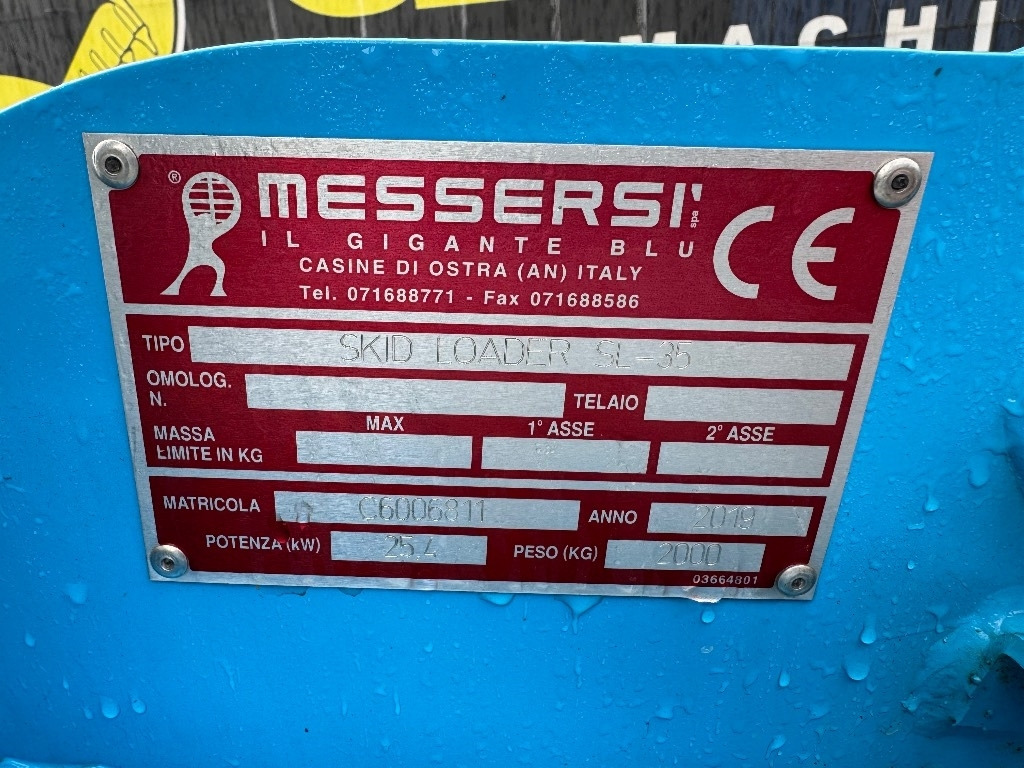 MACHI
® MESSERSI' spa CE
IL GIGANTE BLU
CASINE DI OSTRA (AN) ITALY
Tel. 071688771 - Fax 071688586
TIPO SKID LOADER SL-35
OMOLOG. N. TELAIO
MAX 1° ASSE 2° ASSE
MASSA LIMITE IN KG
MATRICOLA C6006811 ANNO 2019
POTENZA (kW) 25.4 PESO (KG) 2000
03664801